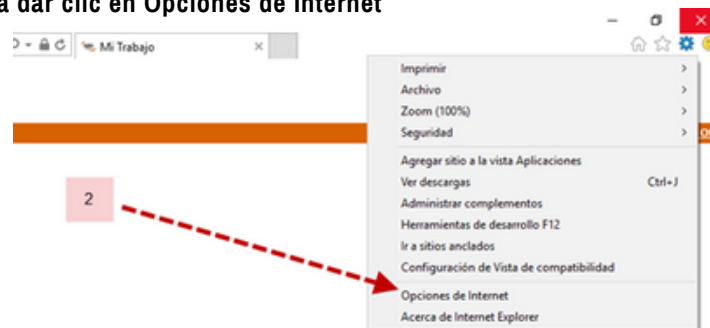 a dar clic en Opciones de Internet
Mi Trabajo
Imprimir
Archivo
Zoom (100%)
Seguridad
Agregar sitio a la vista Aplicaciones
Ver descargas Ctrl+J
2
Administrar complementos
Herramientas de desarrollo F12
Ir a sitios anclados
Configuración de Vista de compatibilidad
Opciones de Internet
Acerca de Internet Explorer